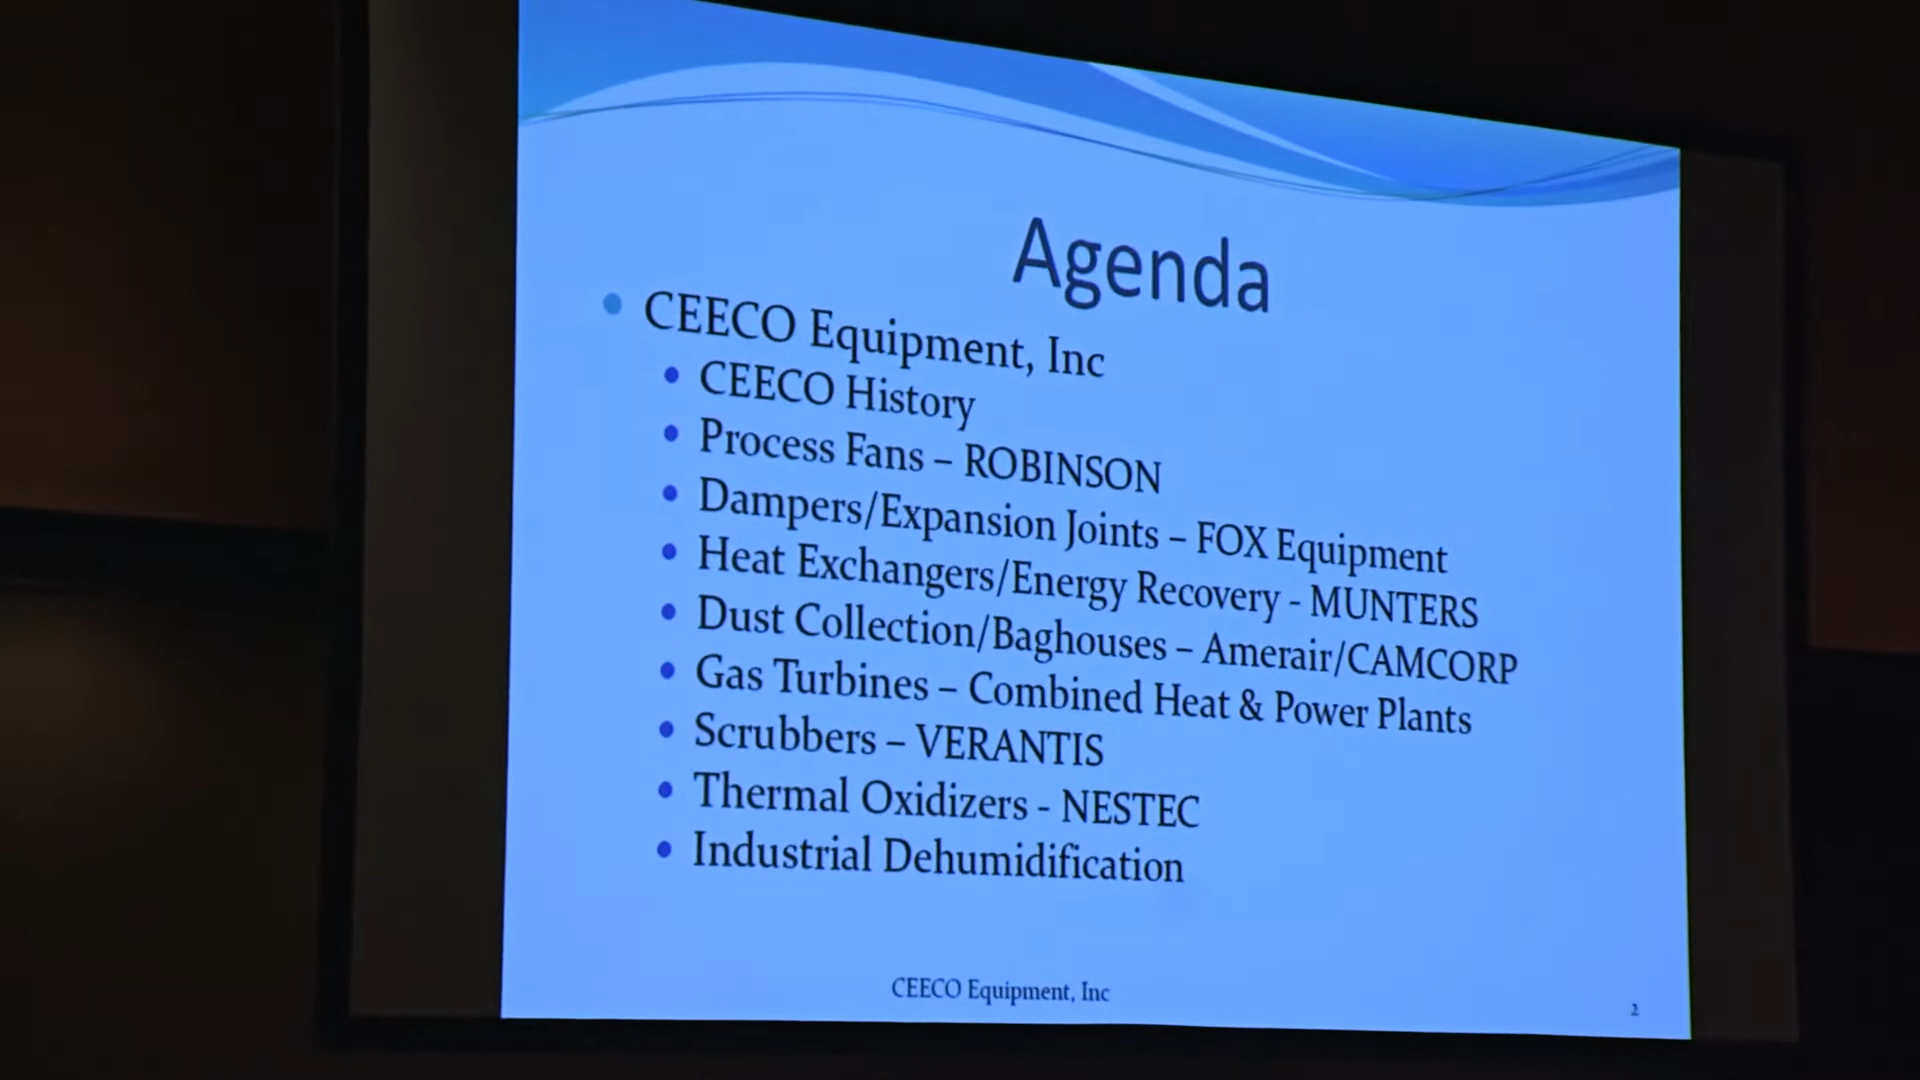 Agenda
CEECO Equipment, Inc
CEECO History
Process Fans – ROBINSON
Dampers/Expansion Joints – FOX Equipment
Heat Exchangers/Energy Recovery - MUNTERS
Dust Collection/Baghouses – Amerair/CAMCORP
Gas Turbines – Combined Heat & Power Plants
Scrubbers – VERANTIS
Thermal Oxidizers - NESTEC
Industrial Dehumidification
CEECO Equipment, Inc
2